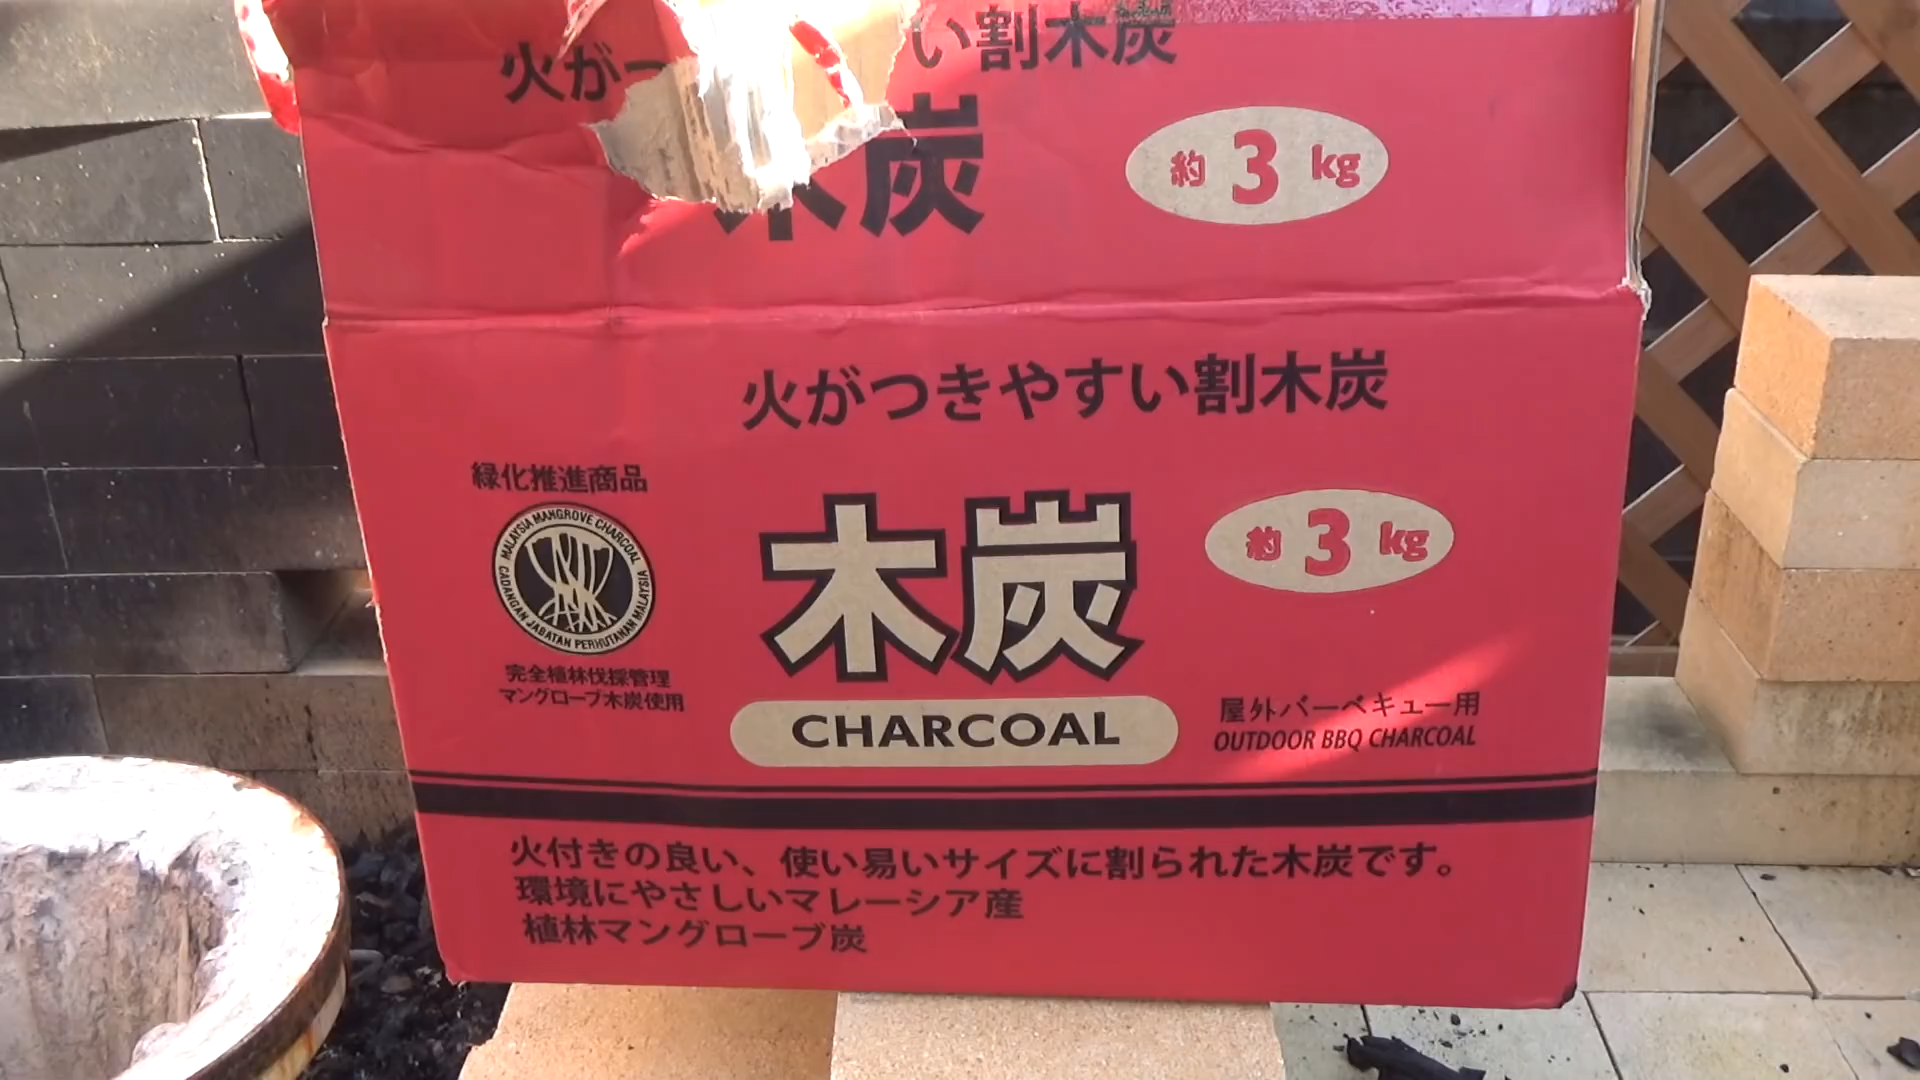 火がつ
い割木炭
木炭
約 3 kg
火がつきやすい割木炭
緑化推進商品
MALAYSIA MANGROVE CHARCOAL
CADANGAN JABATAN PERHUTANAN MALAYSIA
完全植林伐採管理
マングローブ木炭使用
木炭
約 3 kg
CHARCOAL
屋外バーベキュー用
OUTDOOR BBQ CHARCOAL
火付きの良い、使い易いサイズに割られた木炭です。
環境にやさしいマレーシア産
植林マングローブ炭